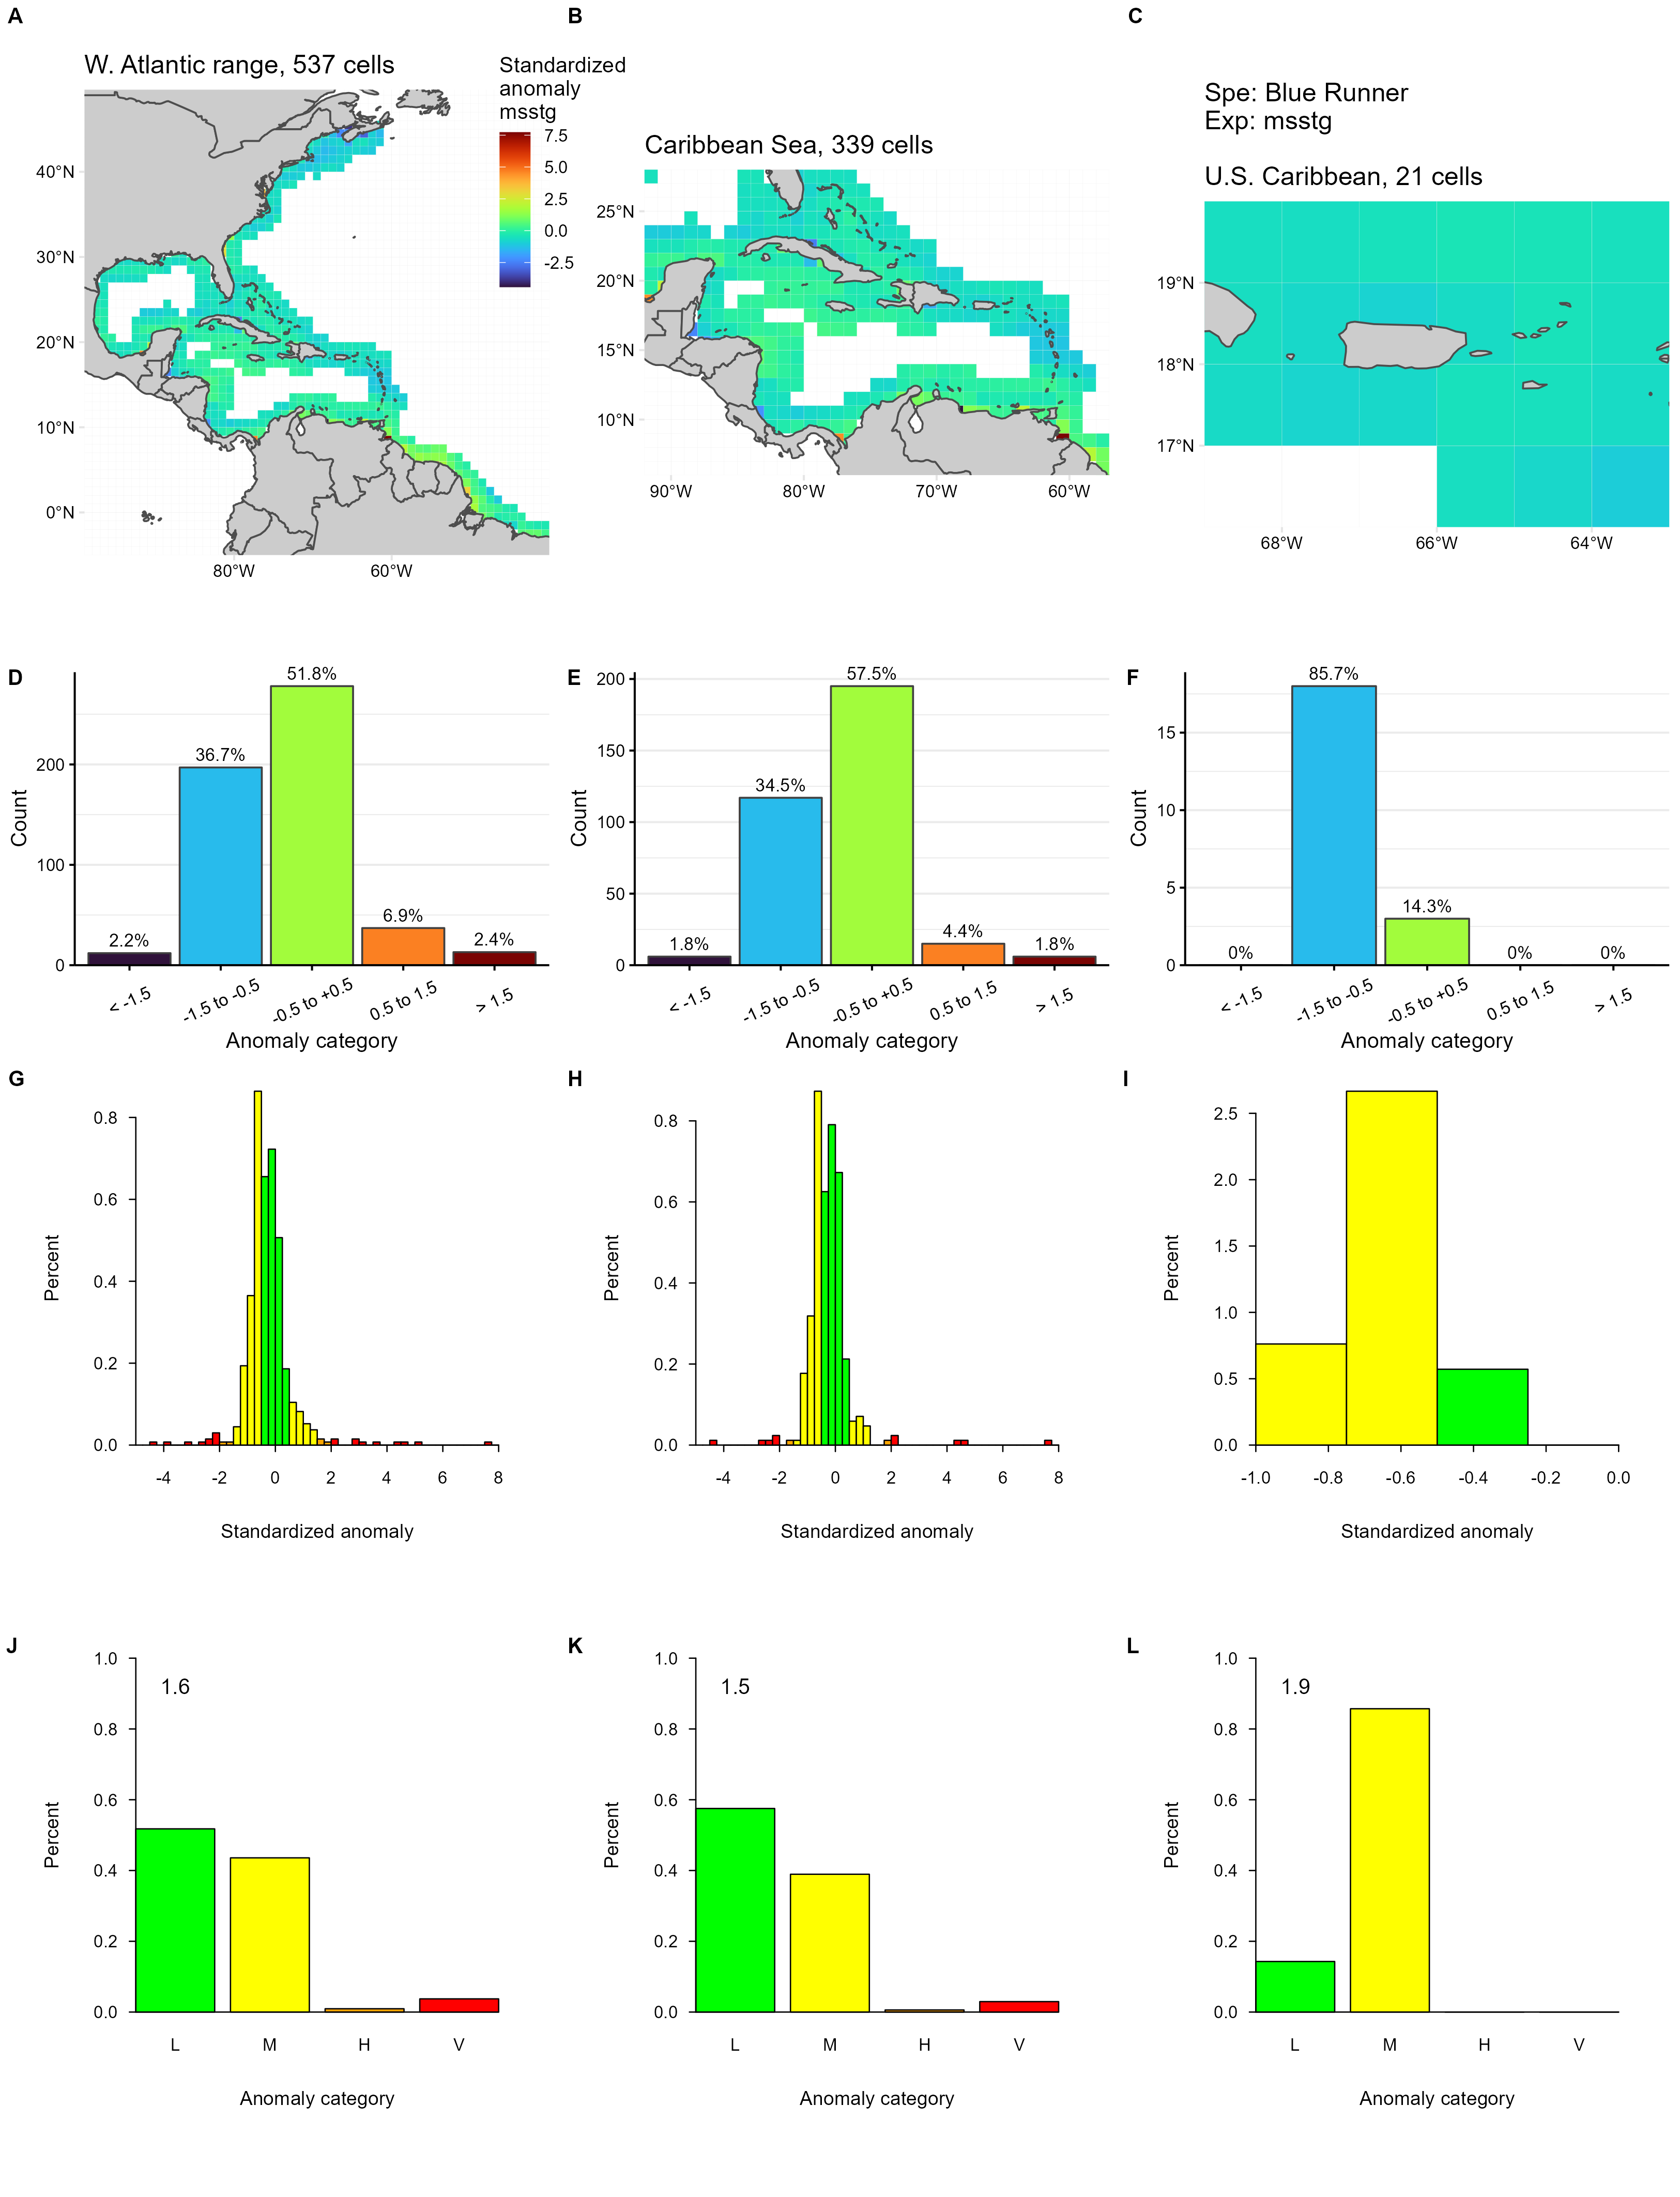 A
B
C
W. Atlantic range, 537 cells
Standardized
anomaly
msstg
7.5
5.0
2.5
0.0
-2.5
40°N
30°N
20°N
10°N
0°N
80°W
60°W
Caribbean Sea, 339 cells
25°N
20°N
15°N
10°N
90°W
80°W
70°W
60°W
Spe: Blue Runner
Exp: msstg
U.S. Caribbean, 21 cells
19°N
18°N
17°N
68°W
66°W
64°W
D
Count
200
100
0
2.2%
36.7%
51.8%
6.9%
2.4%
< -1.5
-1.5 to -0.5
-0.5 to +0.5
0.5 to 1.5
> 1.5
Anomaly category
E
Count
200
150
100
50
0
1.8%
34.5%
57.5%
4.4%
1.8%
< -1.5
-1.5 to -0.5
-0.5 to +0.5
0.5 to 1.5
> 1.5
Anomaly category
F
Count
15
10
5
0
0%
85.7%
14.3%
0%
0%
< -1.5
-1.5 to -0.5
-0.5 to +0.5
0.5 to 1.5
> 1.5
Anomaly category
G
Percent
0.8
0.6
0.4
0.2
0.0
-4
-2
0
2
4
6
8
Standardized anomaly
H
Percent
0.8
0.6
0.4
0.2
0.0
-4
-2
0
2
4
6
8
Standardized anomaly
I
Percent
2.5
2.0
1.5
1.0
0.5
0.0
-1.0
-0.8
-0.6
-0.4
-0.2
0.0
Standardized anomaly
J
Percent
1.0
0.8
0.6
0.4
0.2
0.0
1.6
L
M
H
V
Anomaly category
K
Percent
1.0
0.8
0.6
0.4
0.2
0.0
1.5
L
M
H
V
Anomaly category
L
Percent
1.0
0.8
0.6
0.4
0.2
0.0
1.9
L
M
H
V
Anomaly category